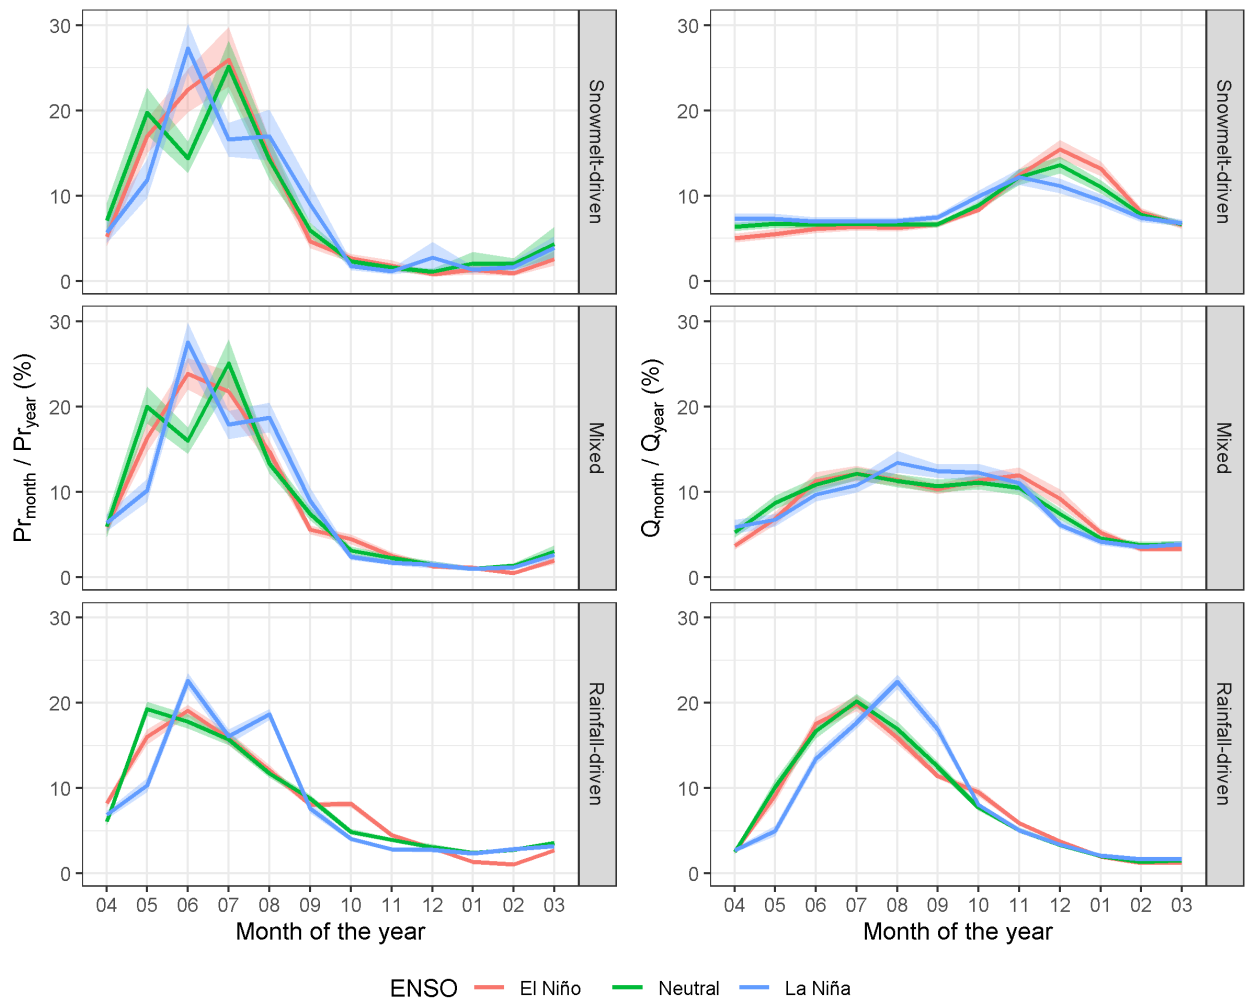 30
20
10
0
Snowmelt-driven
30
20
10
0
Snowmelt-driven
Pr_month / Pr_year (%)
30
20
10
0
Mixed
Q_month / Q_year (%)
30
20
10
0
Mixed
30
20
10
0
Rainfall-driven
30
20
10
0
Rainfall-driven
04 05 06 07 08 09 10 11 12 01 02 03
04 05 06 07 08 09 10 11 12 01 02 03
Month of the year
Month of the year
ENSO El Niño Neutral La Niña